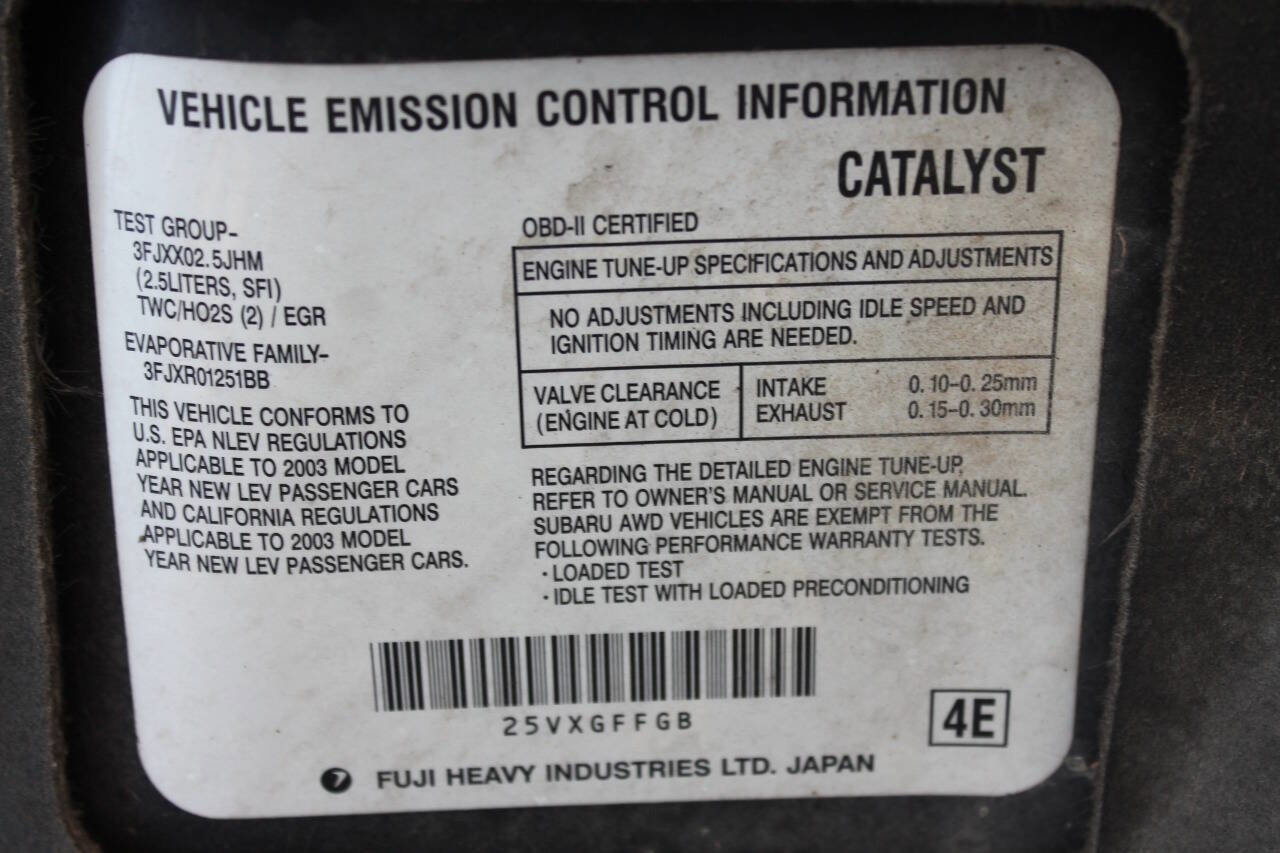 VEHICLE EMISSION CONTROL INFORMATION
CATALYST
TEST GROUP-
3FJXX02.5JHM
(2.5LITERS, SFI)
TWC/HO2S (2) / EGR
EVAPORATIVE FAMILY-
3FJXR01251BB
THIS VEHICLE CONFORMS TO
U.S. EPA NLEV REGULATIONS
APPLICABLE TO 2003 MODEL
YEAR NEW LEV PASSENGER CARS
AND CALIFORNIA REGULATIONS
APPLICABLE TO 2003 MODEL
YEAR NEW LEV PASSENGER CARS.
OBD-II CERTIFIED
ENGINE TUNE-UP SPECIFICATIONS AND ADJUSTMENTS
NO ADJUSTMENTS INCLUDING IDLE SPEED AND
IGNITION TIMING ARE NEEDED.
VALVE CLEARANCE
(ENGINE AT COLD)
INTAKE 0.10-0.25mm
EXHAUST 0.15-0.30mm
REGARDING THE DETAILED ENGINE TUNE-UP,
REFER TO OWNER'S MANUAL OR SERVICE MANUAL.
SUBARU AWD VEHICLES ARE EXEMPT FROM THE
FOLLOWING PERFORMANCE WARRANTY TESTS.
· LOADED TEST
· IDLE TEST WITH LOADED PRECONDITIONING
25VXGFFGB
4E
7 FUJI HEAVY INDUSTRIES LTD. JAPAN